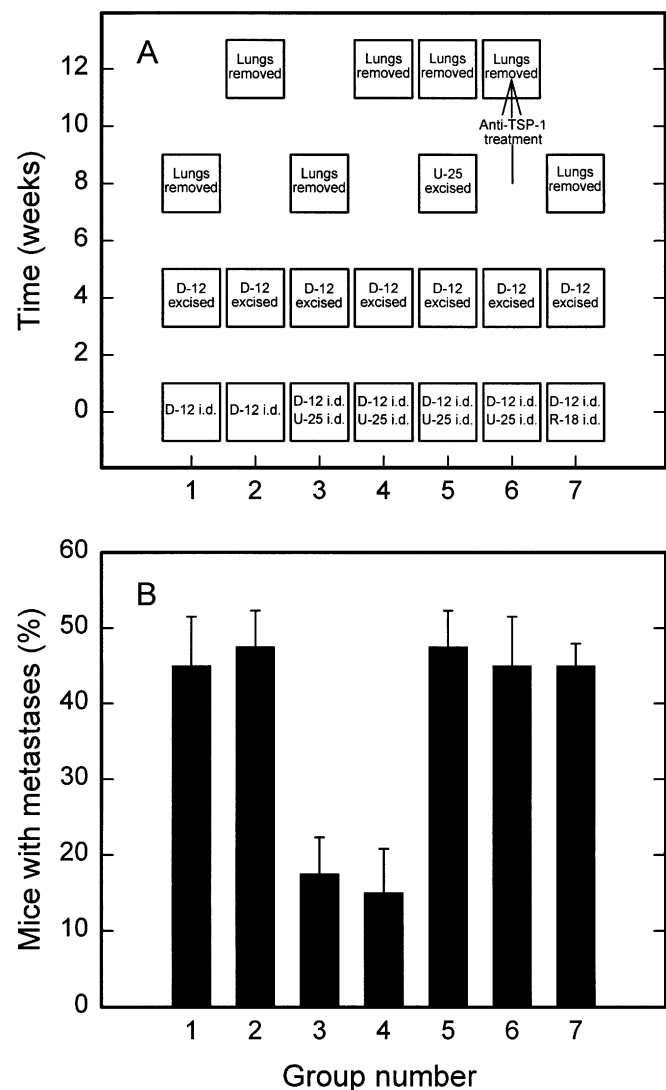 A
Time (weeks)
12
10
8
6
4
2
0
Lungs
removed
Lungs
removed
Lungs
removed
Lungs
removed
Anti-TSP-1
treatment
Lungs
removed
Lungs
removed
U-25
excised
Lungs
removed
D-12
excised
D-12
excised
D-12
excised
D-12
excised
D-12
excised
D-12
excised
D-12
excised
D-12 i.d.
D-12 i.d.
D-12 i.d.
U-25 i.d.
D-12 i.d.
U-25 i.d.
D-12 i.d.
U-25 i.d.
D-12 i.d.
U-25 i.d.
D-12 i.d.
R-18 i.d.
1 2 3 4 5 6 7
B
Mice with metastases (%)
60
50
40
30
20
10
0
1 2 3 4 5 6 7
Group number